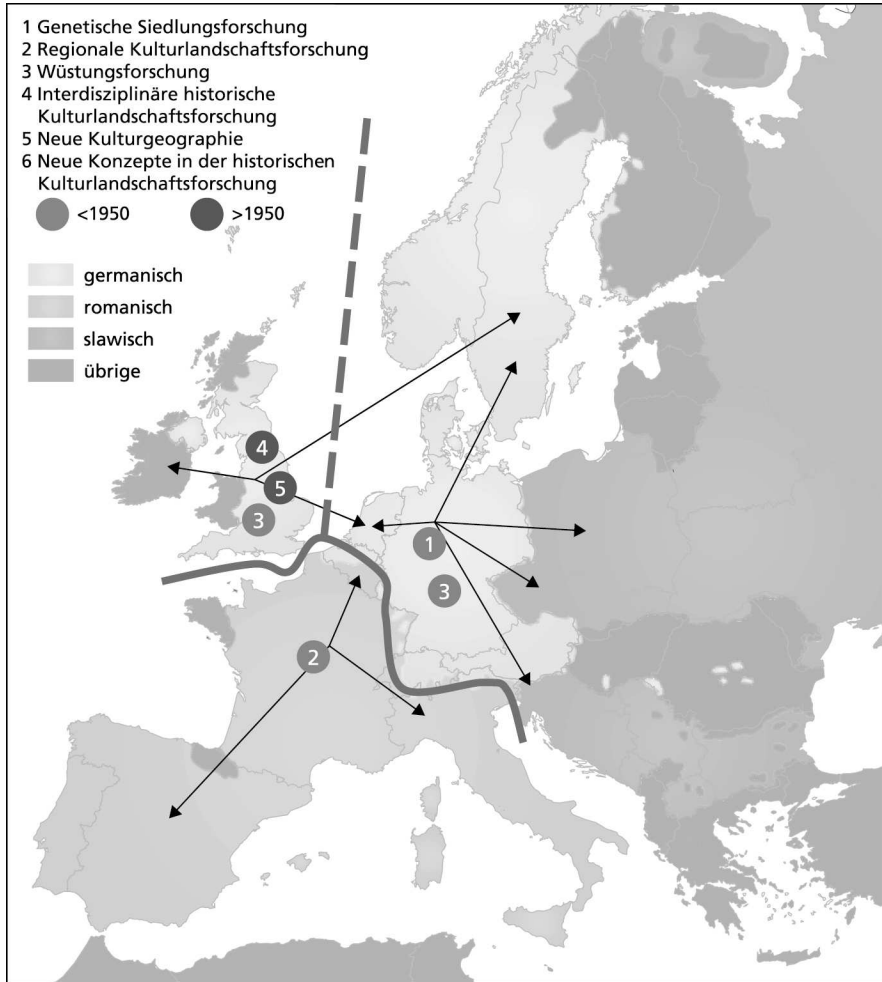 1 Genetische Siedlungsforschung
2 Regionale Kulturlandschaftsforschung
3 Wüstungsforschung
4 Interdisziplinäre historische
Kulturlandschaftsforschung
5 Neue Kulturgeographie
6 Neue Konzepte in der historischen
Kulturlandschaftsforschung
<1950 >1950
germanisch
romanisch
slawisch
übrige
4
5
3
1
3
2